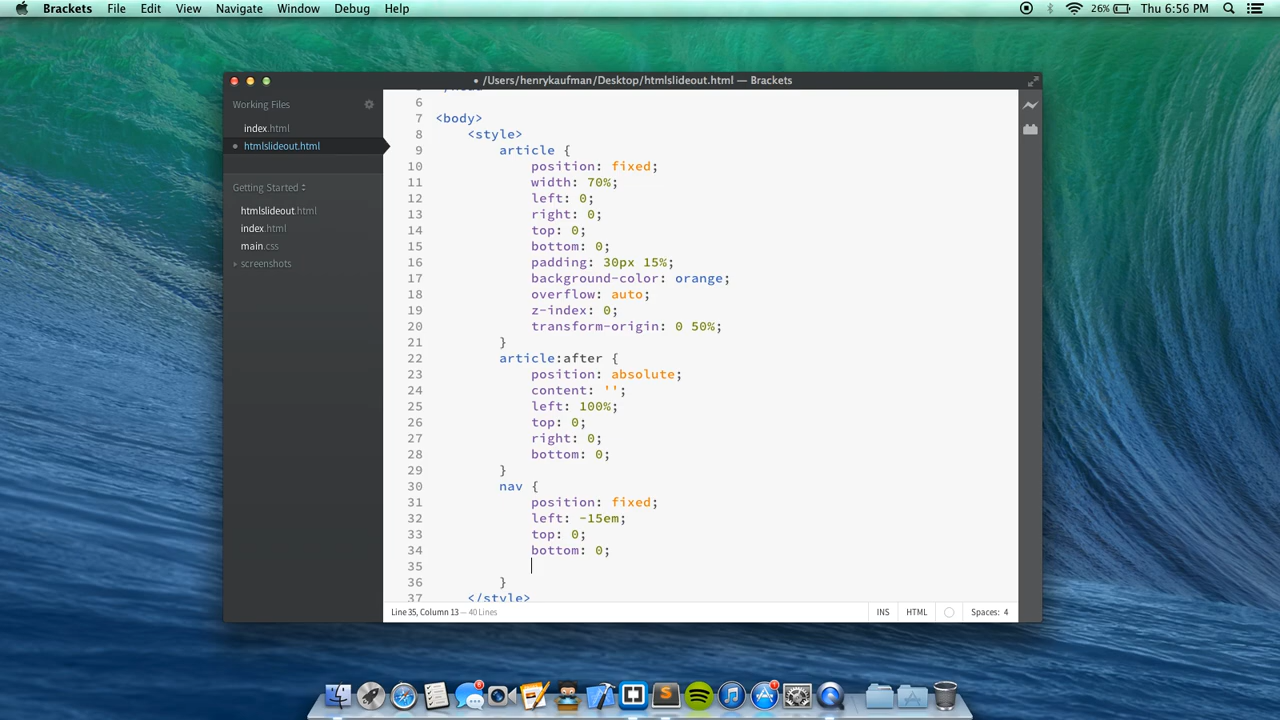 Brackets File Edit View Navigate Window Debug Help 26% Thu 6:56 PM
• /Users/henrykaufman/Desktop/htmlslideout.html — Brackets
Working Files
index.html
htmlslideout.html
Getting Started
htmlslideout.html
index.html
main.css
screenshots
6
7 <body>
8 <style>
9 article {
10 position: fixed;
11 width: 70%;
12 left: 0;
13 right: 0;
14 top: 0;
15 bottom: 0;
16 padding: 30px 15%;
17 background-color: orange;
18 overflow: auto;
19 z-index: 0;
20 transform-origin: 0 50%;
21 }
22 article:after {
23 position: absolute;
24 content: '';
25 left: 100%;
26 top: 0;
27 right: 0;
28 bottom: 0;
29 }
30 nav {
31 position: fixed;
32 left: -15em;
33 top: 0;
34 bottom: 0;
35
36 }
37 </style>
Line 35, Column 13 — 40 Lines INS HTML Spaces: 4